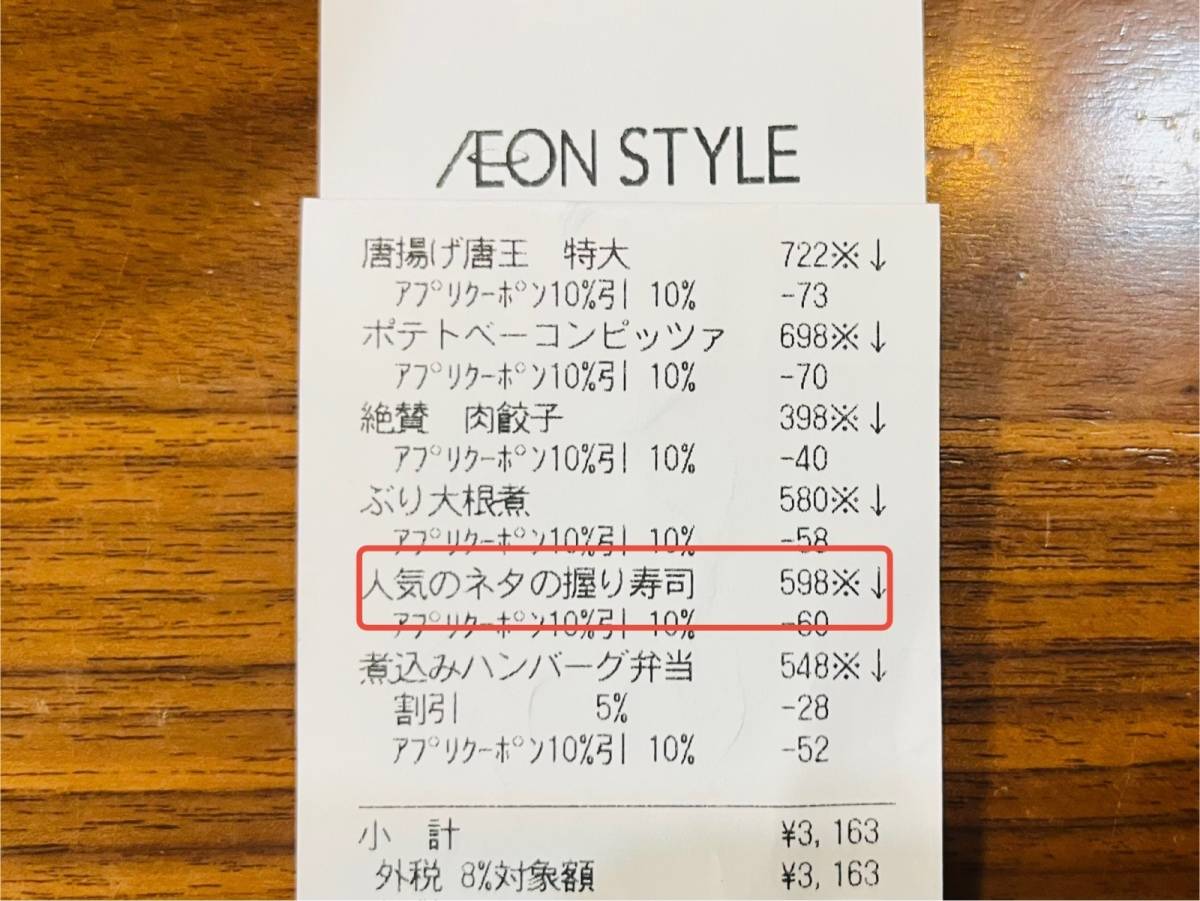 ÆON STYLE
唐揚げ唐王 特大 722※↓
アプリクーポン10%引 10% -73
ポテトベーコンピッツァ 698※↓
アプリクーポン10%引 10% -70
絶賛 肉餃子 398※↓
アプリクーポン10%引 10% -40
ぶり大根煮 580※↓
アプリクーポン10%引 10% -58
人気のネタの握り寿司 598※↓
アプリクーポン10%引 10% -60
煮込みハンバーグ弁当 548※↓
割引 5% -28
アプリクーポン10%引 10% -52
小 計 ¥3,163
外税 8%対象額 ¥3,163